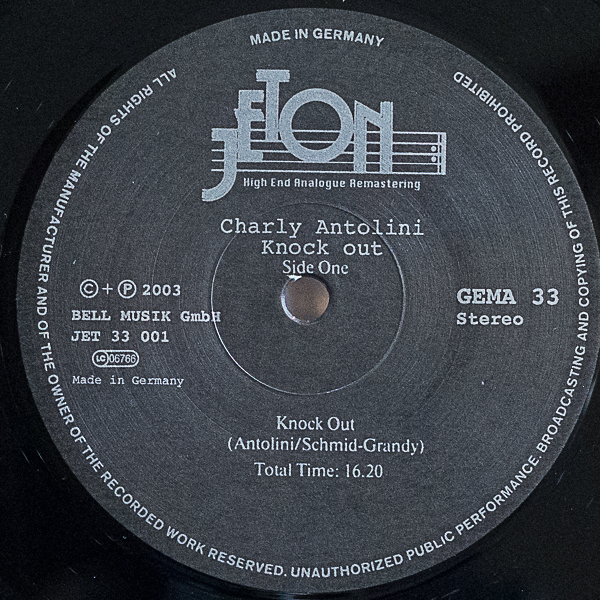 MADE IN GERMANY
ALL RIGHTS OF THE MANUFACTURER AND OF THE OWNER OF THE RECORDED WORK RESERVED. UNAUTHORIZED PUBLIC PERFORMANCE. BROADCASTING AND COPYING OF THIS RECORD PROHIBITED
JETON
High End Analogue Remastering
Charly Antolini
Knock out
Side One
© + ℗ 2003
BELL MUSIK GmbH
JET 33 001
LC 06766
Made in Germany
GEMA 33
Stereo
Knock Out
(Antolini/Schmid-Grandy)
Total Time: 16.20